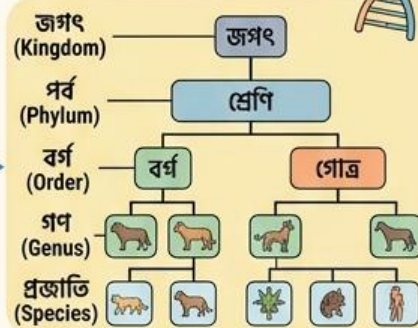 জগৎ
(Kingdom)
জগৎ
পর্ব
(Phylum)
শ্রেণি
বর্গ
(Order)
বর্গ
গোত্র
গণ
(Genus)
প্রজাতি
(Species)